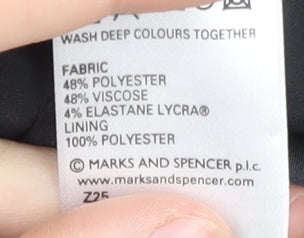 WASH DEEP COLOURS TOGETHER
FABRIC
48% POLYESTER
48% VISCOSE
4% ELASTANE LYCRA®
LINING
100% POLYESTER
© MARKS AND SPENCER p.l.c.
www.marksandspencer.com
Z25